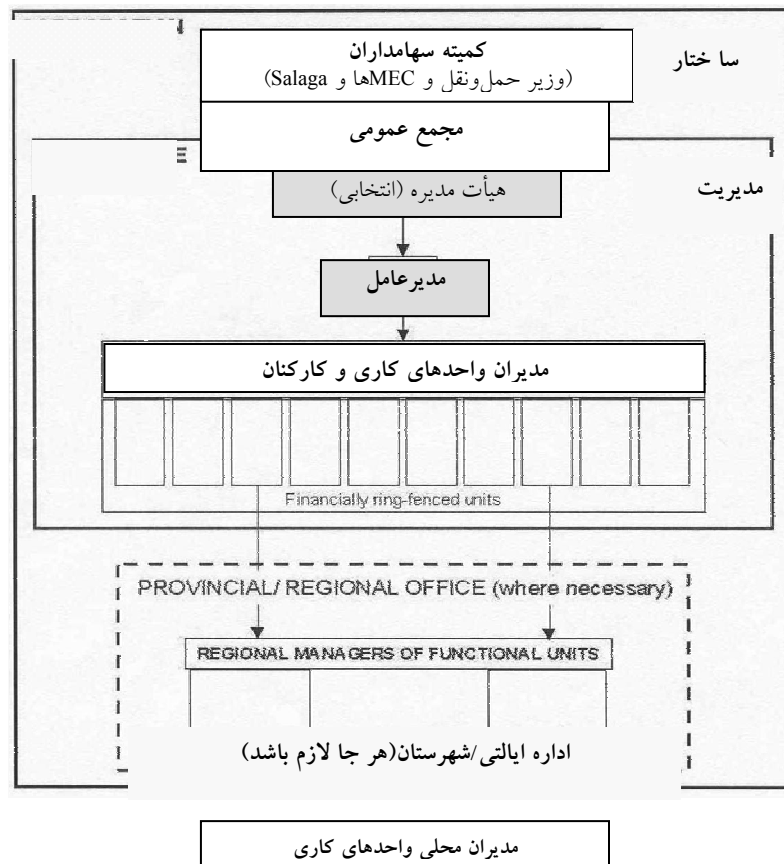 سا ختار
کمیته سهامداران
(وزیر حمل‌ونقل و MECها و Salaga)
مجمع عمومی
مدیریت
هیأت مدیره (انتخابی)
مدیرعامل
مدیران واحدهای کاری و کارکنان
Financially ring-fenced units
PROVINCIAL/ REGIONAL OFFICE (where necessary)
REGIONAL MANAGERS OF FUNCTIONAL UNITS
اداره ایالتی/شهرستان(هر جا لازم باشد)
مدیران محلی واحدهای کاری